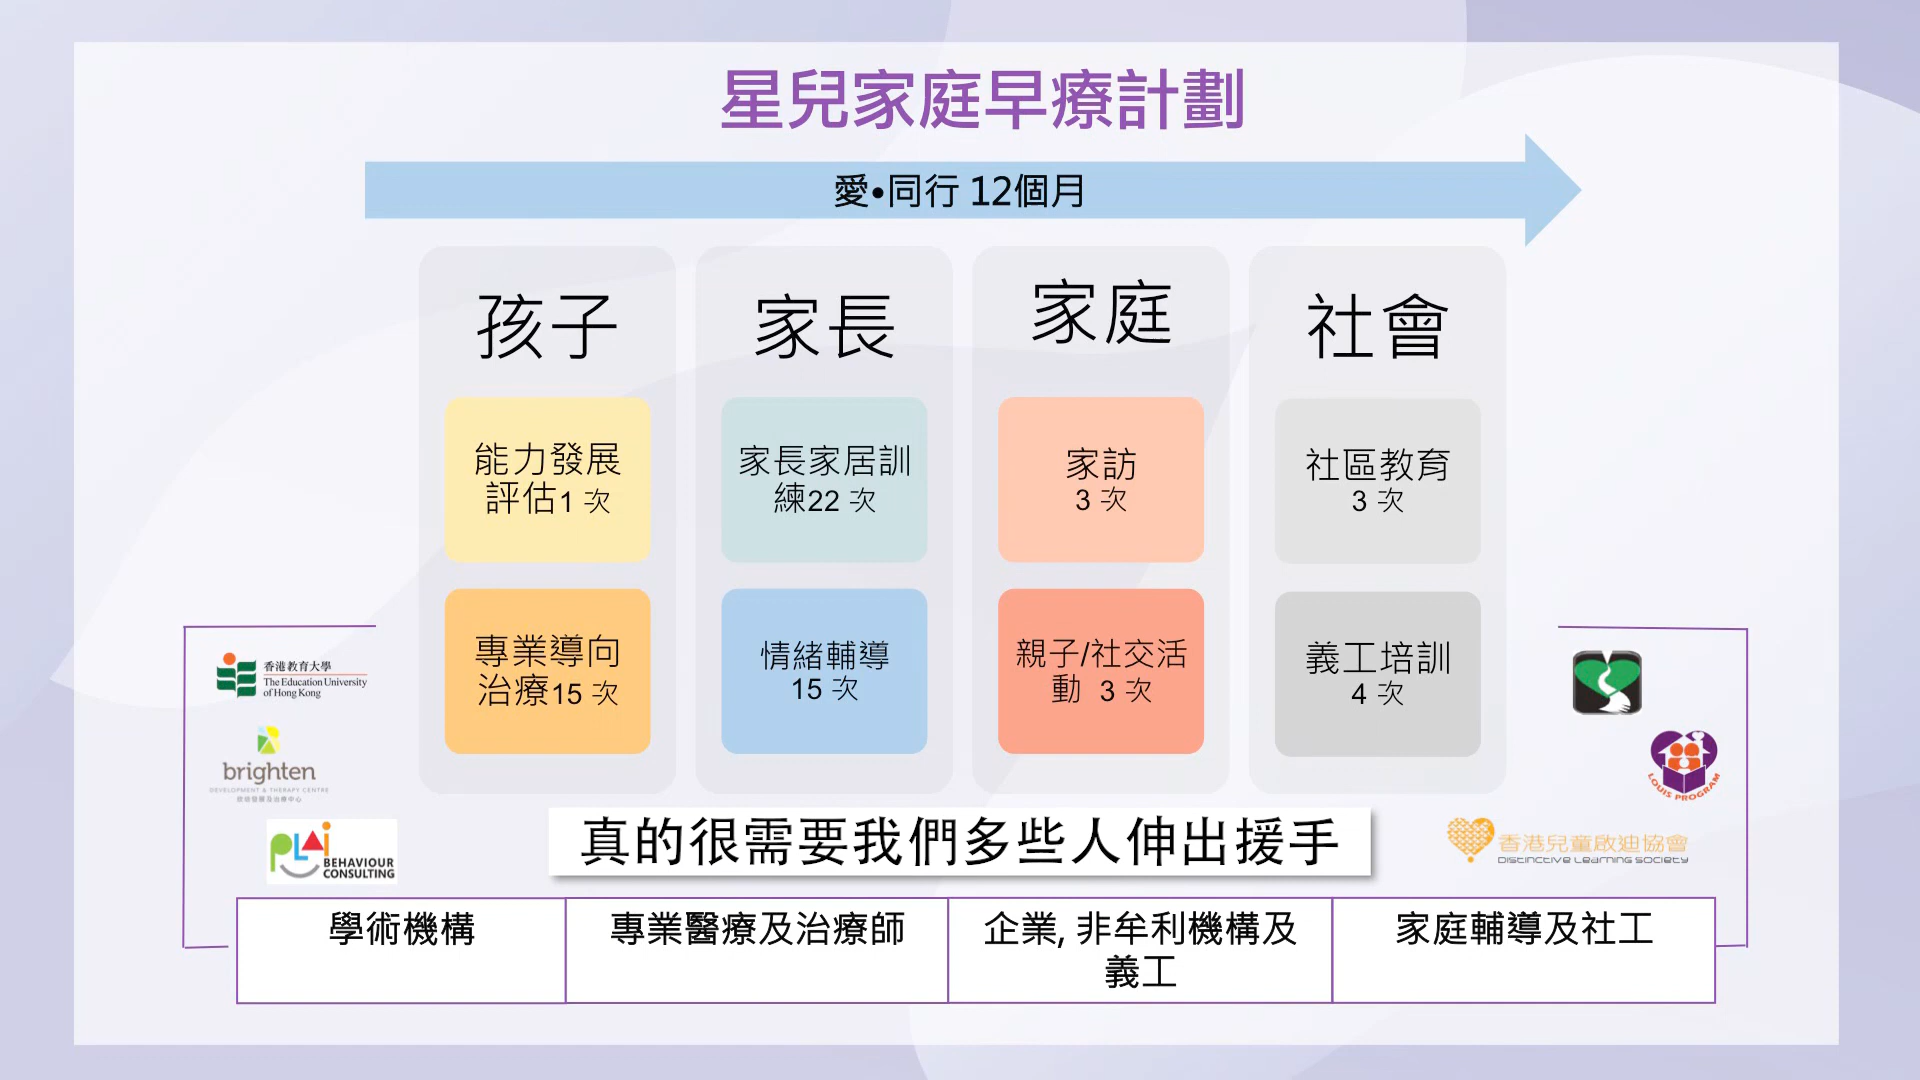 星兒家庭早療計劃
愛•同行 12個月
孩子
家長
家庭
社會
能力發展
評估1 次
家長家居訓
練22 次
家訪
3 次
社區教育
3 次
專業導向
治療15 次
情緒輔導
15 次
親子/社交活
動 3 次
義工培訓
4 次
香港教育大學
The Education University
of Hong Kong
brighten
DEVELOPMENT & THERAPY CENTRE
PLAi
BEHAVIOUR
CONSULTING
LOUIS PROGRAM
香港兒童啟迪協會
Distinctive Learning Society
真的很需要我們多些人伸出援手
學術機構
專業醫療及治療師
企業, 非牟利機構及
義工
家庭輔導及社工